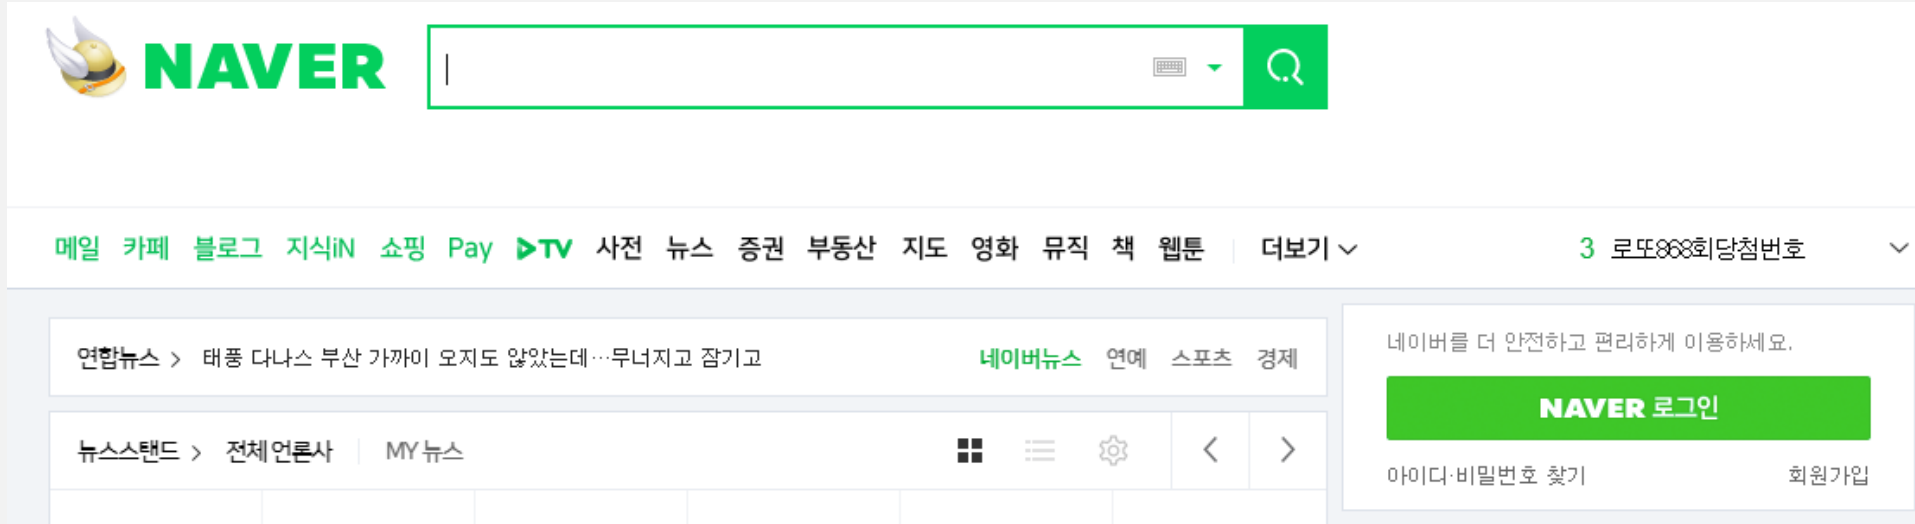 NAVER
메일 카페 블로그 지식iN 쇼핑 Pay TV 사전 뉴스 증권 부동산 지도 영화 뮤직 책 웹툰 더보기 3 로또868회당첨번호
연합뉴스 > 태풍 다나스 부산 가까이 오지도 않았는데…무너지고 잠기고 네이버뉴스 연예 스포츠 경제
네이버를 더 안전하고 편리하게 이용하세요.
NAVER 로그인
뉴스스탠드 > 전체 언론사 MY 뉴스
아이디·비밀번호 찾기 회원가입